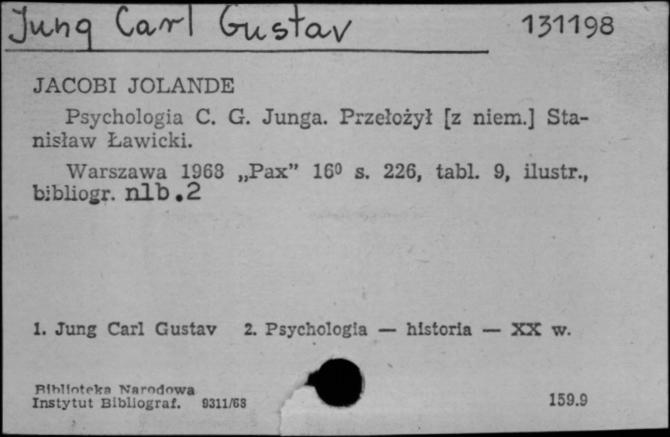 Jung Carl Gustav 131198
JACOBI JOLANDE
Psychologia C. G. Junga. Przełożył [z niem.] Sta-
nisław Ławicki.
Warszawa 1968 „Pax” 16⁰ s. 226, tabl. 9, ilustr.,
bibliogr. nlb.2
1. Jung Carl Gustav 2. Psychologia — historia — XX w.
Biblioteka Narodowa
Instytut Bibliograf. 9311/68 159.9